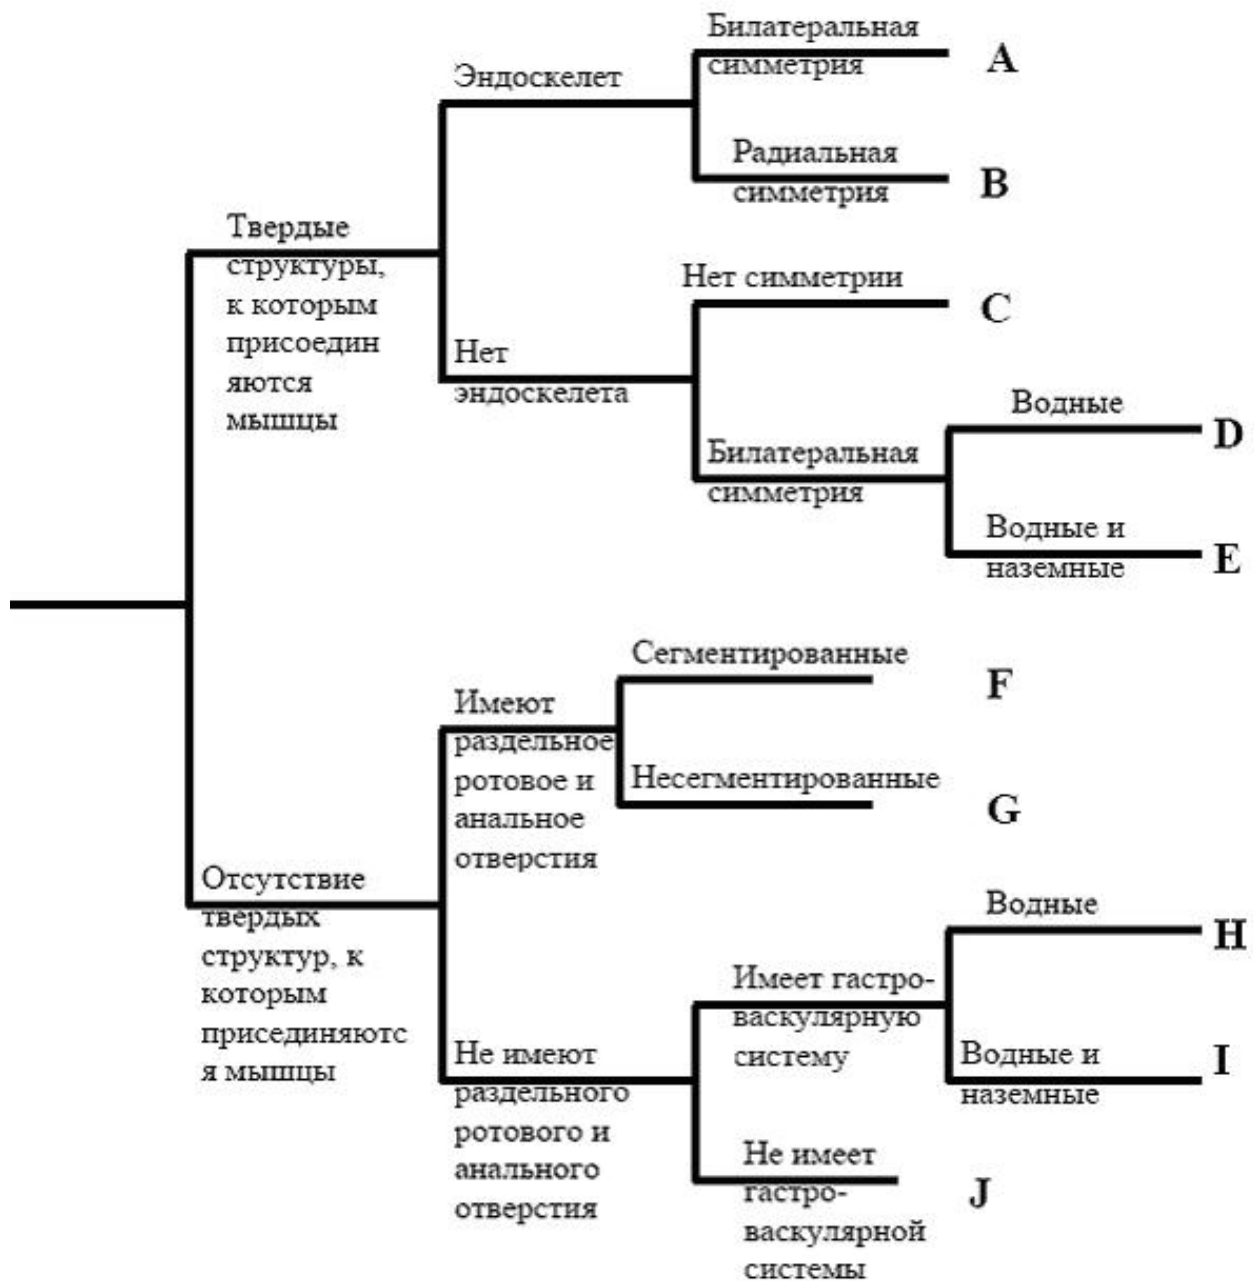 Билатеральная
симметрия
A
Эндоскелет
Радиальная
симметрия
B
Твердые
структуры,
к которым
присоедин
яются
мышцы
Нет симметрии
C
Нет
эндоскелета
Водные
D
Билатеральная
симметрия
Водные и
наземные
E
Сегментированные
F
Имеют
раздельное
ротовое и
анальное
отверстия
Несегментированные
G
Отсутствие
твердых
структур, к
которым
присединяютс
я мышцы
Водные
H
Имеет гастро-
васкулярную
систему
Водные и
наземные
I
Не имеют
раздельного
ротового и
анального
отверстия
Не имеет
гастро-
васкулярной
системы
J